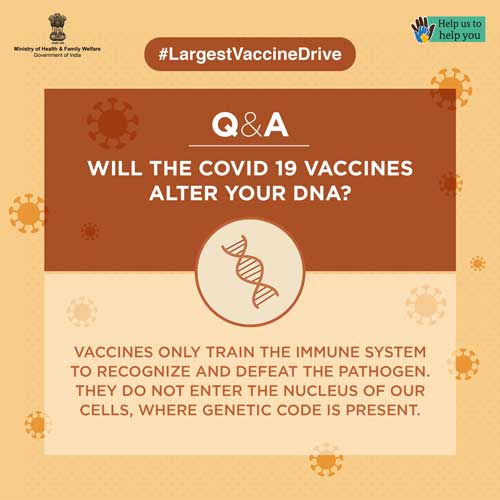 Ministry of Health & Family Welfare
Government of India
Help us to
help you
#LargestVaccineDrive
Q&A
WILL THE COVID 19 VACCINES
ALTER YOUR DNA?
VACCINES ONLY TRAIN THE IMMUNE SYSTEM
TO RECOGNIZE AND DEFEAT THE PATHOGEN.
THEY DO NOT ENTER THE NUCLEUS OF OUR
CELLS, WHERE GENETIC CODE IS PRESENT.